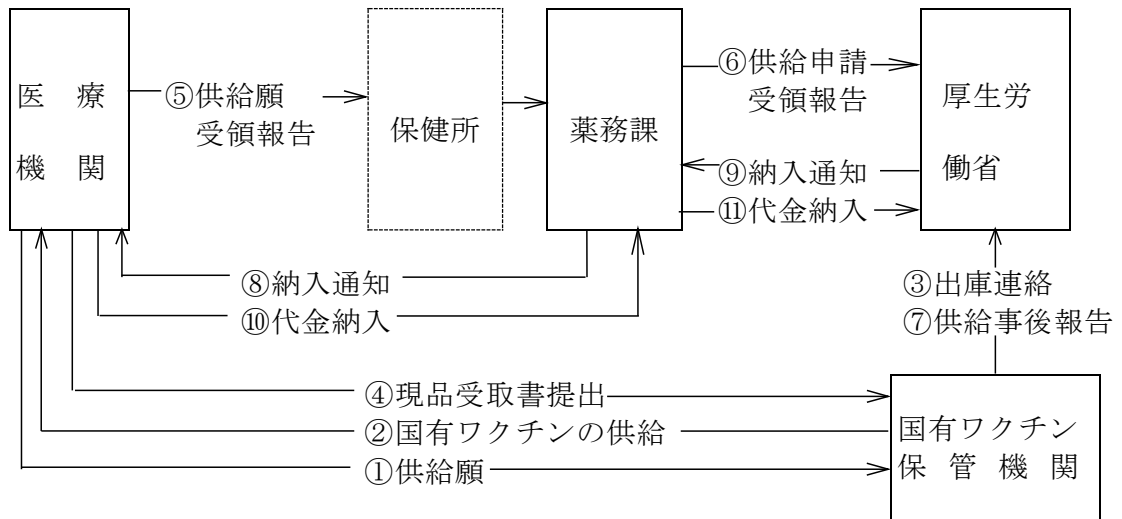 医療
機関
⑤供給願
受領報告
保健所
薬務課
⑥供給申請
受領報告
厚生労
働省
⑨納入通知
⑪代金納入
⑧納入通知
⑩代金納入
③出庫連絡
⑦供給事後報告
④現品受取書提出
②国有ワクチンの供給
①供給願
国有ワクチン
保管機関